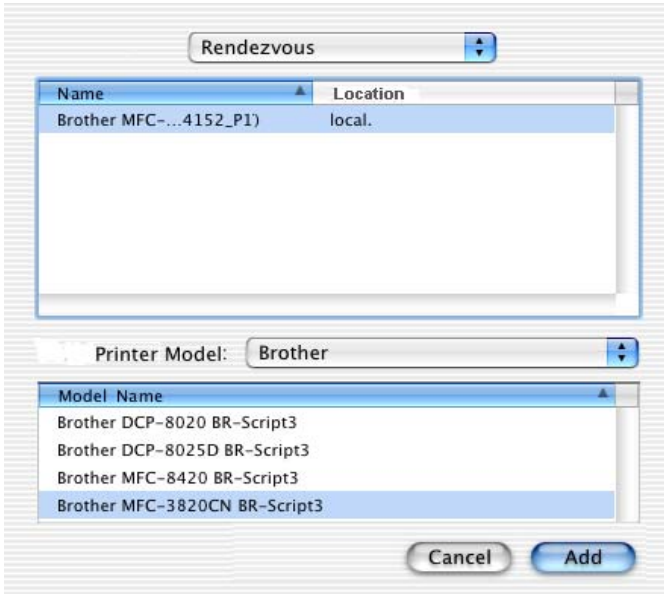 Rendezvous
Name Location
Brother MFC-...4152_P1) local.
Printer Model: Brother
Model Name
Brother DCP-8020 BR-Script3
Brother DCP-8025D BR-Script3
Brother MFC-8420 BR-Script3
Brother MFC-3820CN BR-Script3
Cancel Add